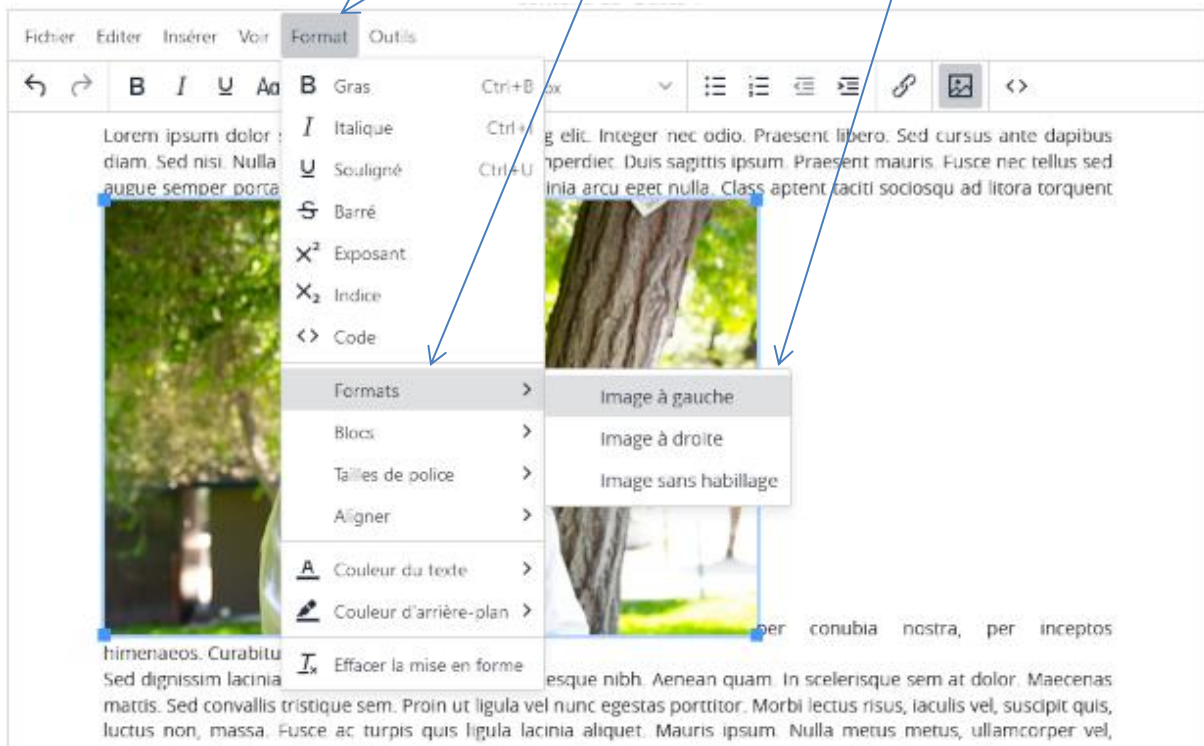 Fichier Editer Insérer Voir Format Outils
B I U Aa
Lorem ipsum dolor g elit. Integer nec odio. Praesent libero. Sed cursus ante dapibus
diam. Sed nisi. Nulla mperdiet. Duis sagittis ipsum. Praesent mauris. Fusce nec tellus sed
augue semper porta inia arcu eget nulla. Class aptent taciti sociosqu ad litora torquent
B Gras Ctrl+B
I Italique Ctrl+I
U Souligné Ctrl+U
S Barré
X² Exposant
X₂ Indice
<> Code
Formats >
Blocs >
Tailles de police >
Aligner >
A Couleur du texte >
Couleur d'arrière-plan >
Effacer la mise en forme
Image à gauche
Image à droite
Image sans habillage
per conubia nostra, per inceptos
himenaeos. Curabitu
Sed dignissim lacinia esque nibh. Aenean quam. In scelerisque sem at dolor. Maecenas
mattis. Sed convallis tristique sem. Proin ut ligula vel nunc egestas porttitor. Morbi lectus risus, iaculis vel, suscipit quis,
luctus non, massa. Fusce ac turpis quis ligula lacinia aliquet. Mauris ipsum. Nulla metus metus, ullamcorper vel,